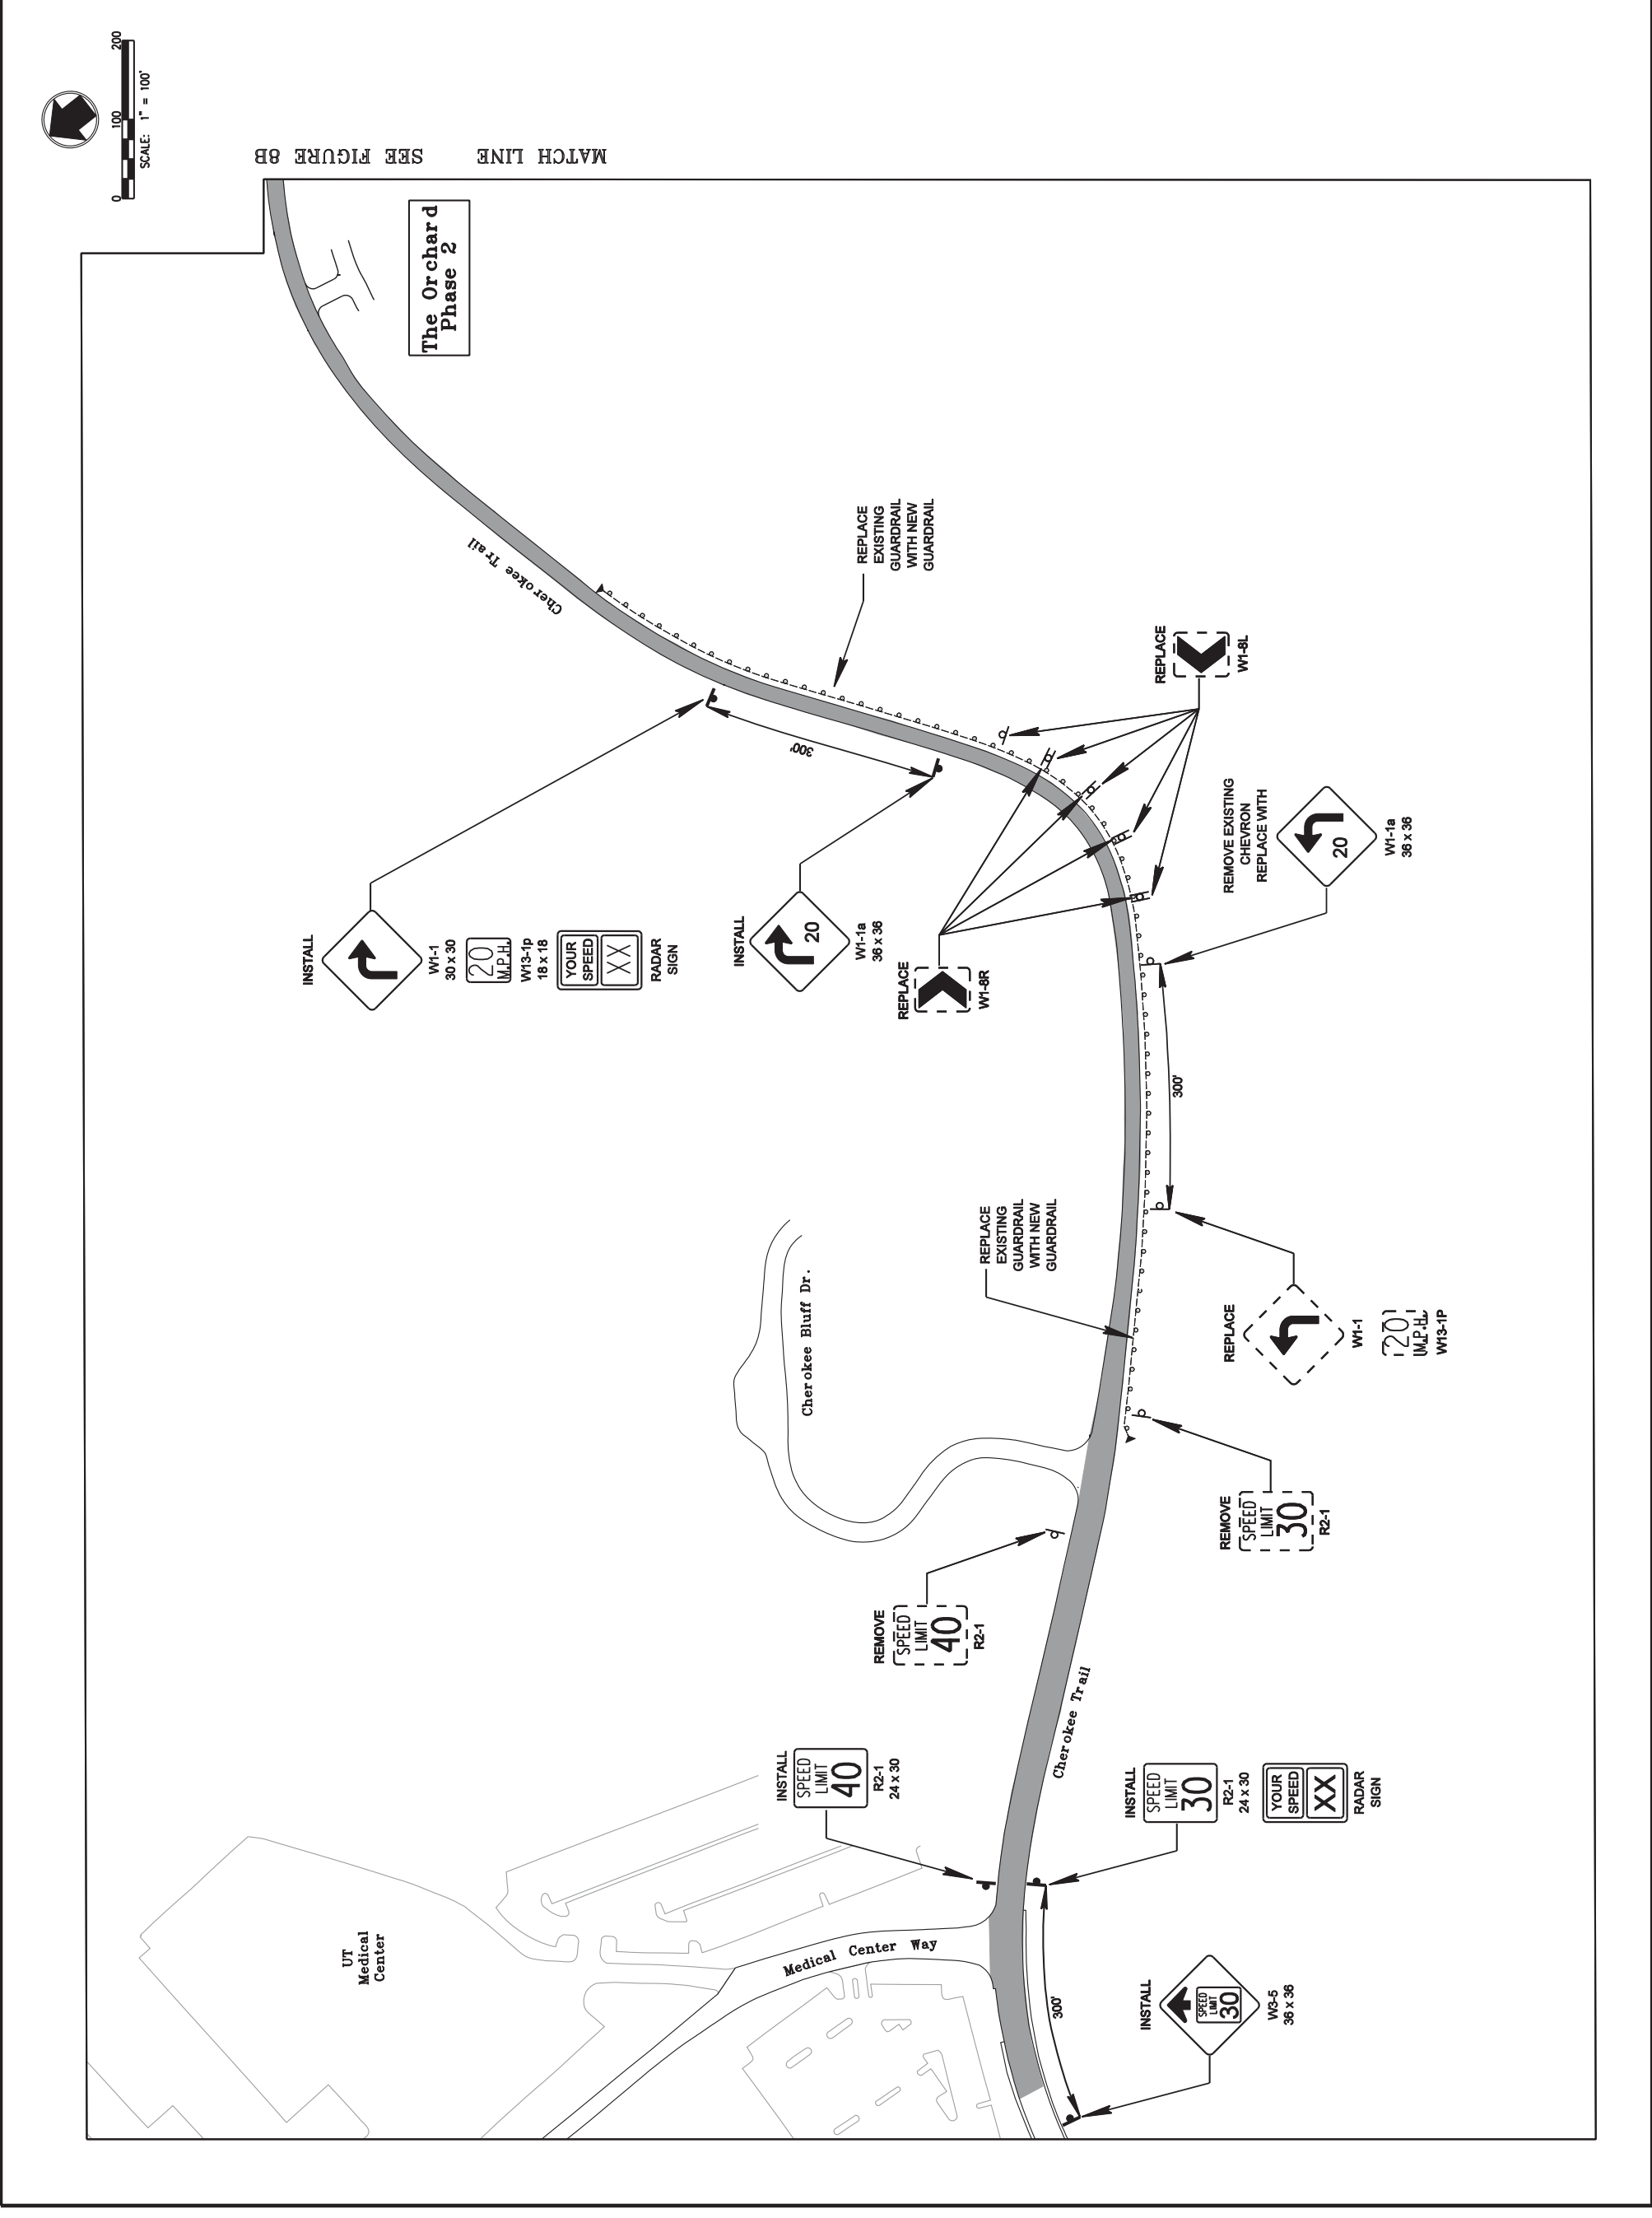 0 100 200
SCALE: 1" = 100'
MATCH LINE SEE FIGURE 8B
The Orchard
Phase 2
Cherokee Trail
REPLACE
EXISTING
GUARDRAIL
WITH NEW
GUARDRAIL
REPLACE
W1-8L
300'
INSTALL
W1-1
30 x 30
20
M.P.H.
W13-1p
18 x 18
YOUR
SPEED
XX
RADAR
SIGN
INSTALL
20
W1-1a
36 x 36
REPLACE
W1-8R
REMOVE EXISTING
CHEVRON
REPLACE WITH
20
W1-1a
36 x 36
300'
REPLACE
EXISTING
GUARDRAIL
WITH NEW
GUARDRAIL
Cherokee Bluff Dr.
REPLACE
W1-1
20
M.P.H.
W13-1P
REMOVE
SPEED
LIMIT
30
R2-1
REMOVE
SPEED
LIMIT
40
R2-1
Cherokee Trail
INSTALL
SPEED
LIMIT
40
R2-1
24 x 30
INSTALL
SPEED
LIMIT
30
R2-1
24 x 30
YOUR
SPEED
XX
RADAR
SIGN
UT
Medical
Center
Medical Center Way
300'
INSTALL
SPEED
LIMIT
30
W3-5
36 x 36